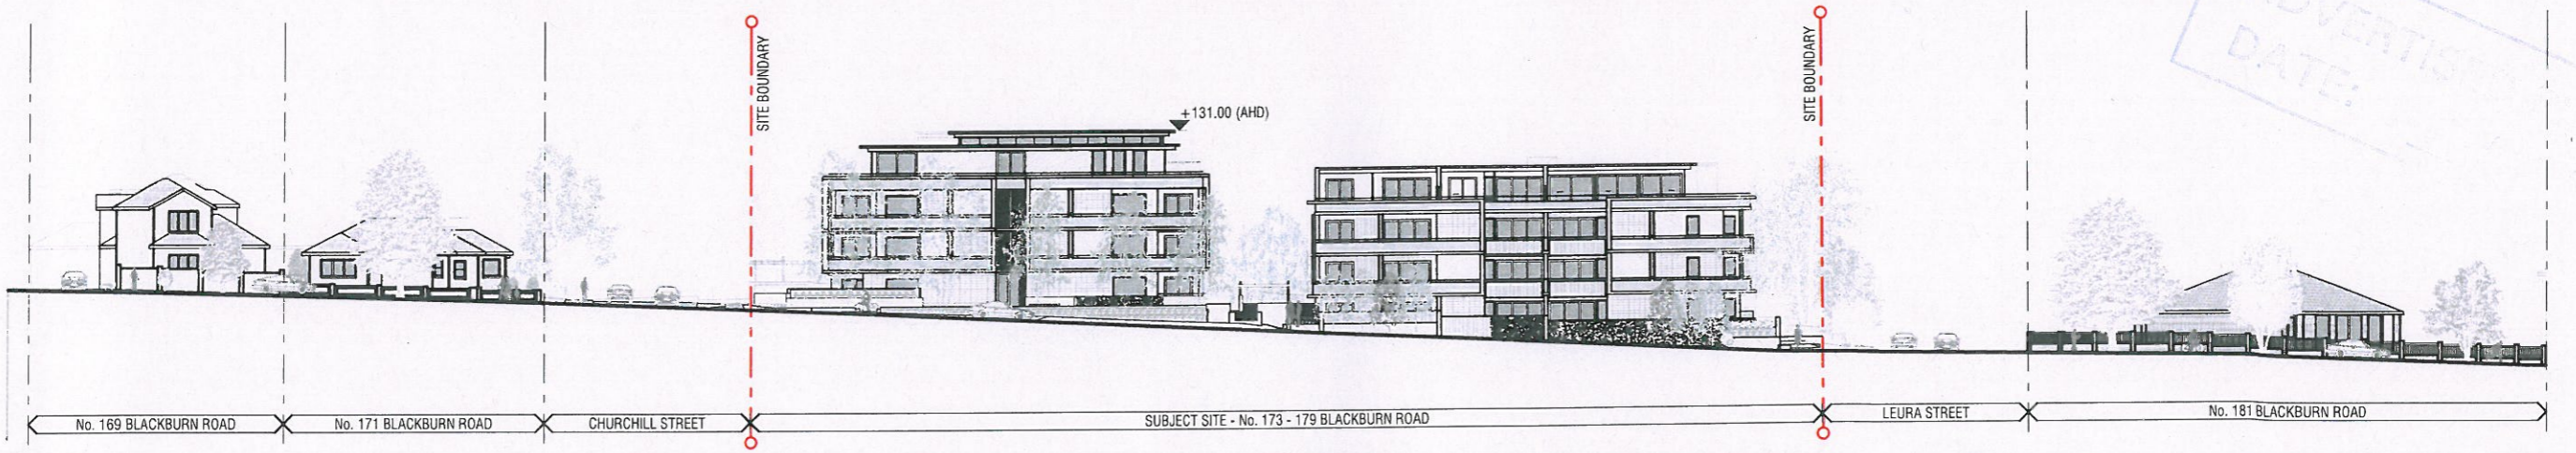 SITE BOUNDARY
+131.00 (AHD)
SITE BOUNDARY
ADVERTIS
DATE:
No. 169 BLACKBURN ROAD
No. 171 BLACKBURN ROAD
CHURCHILL STREET
SUBJECT SITE - No. 173 - 179 BLACKBURN ROAD
LEURA STREET
No. 181 BLACKBURN ROAD